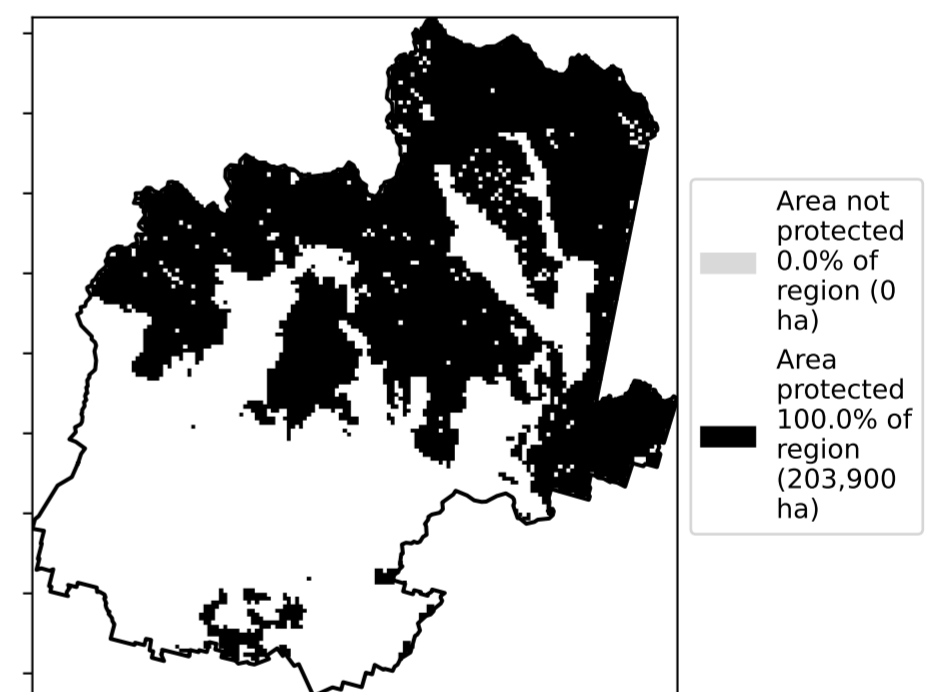 Area not
protected
0.0% of
region (0
ha)
Area
protected
100.0% of
region
(203,900
ha)